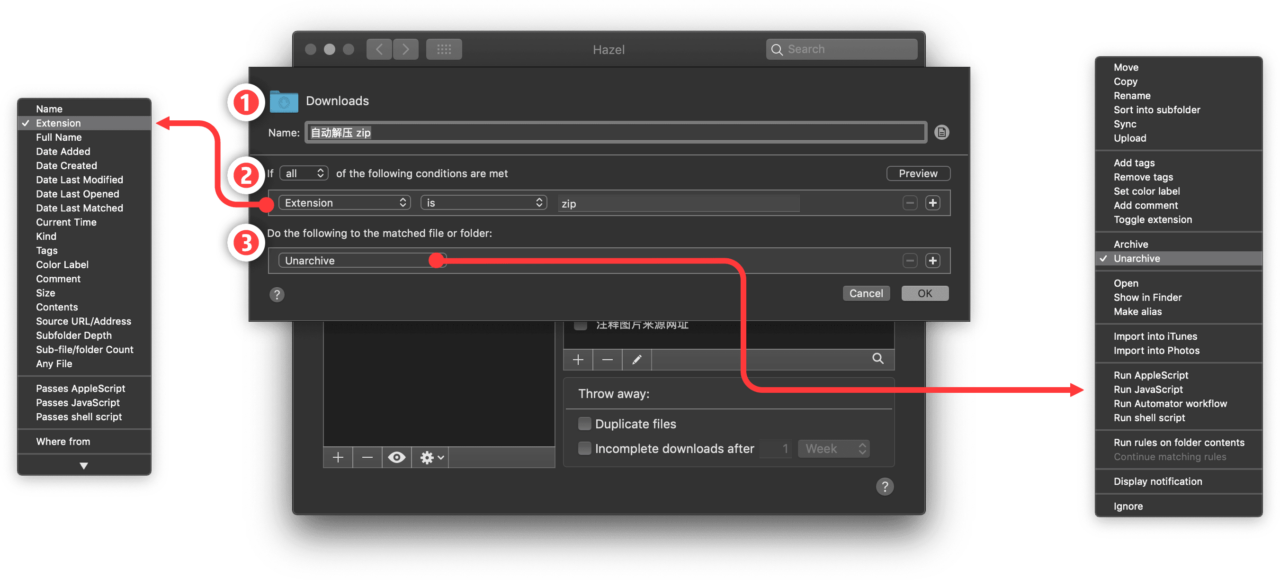 Name
✓ Extension
Full Name
Date Added
Date Created
Date Last Modified
Date Last Opened
Date Last Matched
Current Time
Kind
Tags
Color Label
Comment
Size
Contents
Source URL/Address
Subfolder Depth
Sub-file/folder Count
Any File
Passes AppleScript
Passes JavaScript
Passes shell script
Where from
Hazel
Search
1
Downloads
Name: 自动解压 zip
2
If all of the following conditions are met
Preview
Extension is zip
3
Do the following to the matched file or folder:
Unarchive
?
Cancel OK
注释图片来源网址
Throw away:
Duplicate files
Incomplete downloads after 1 Week
?
Move
Copy
Rename
Sort into subfolder
Sync
Upload
Add tags
Remove tags
Set color label
Add comment
Toggle extension
Archive
✓ Unarchive
Open
Show in Finder
Make alias
Import into iTunes
Import into Photos
Run AppleScript
Run JavaScript
Run Automator workflow
Run shell script
Run rules on folder contents
Continue matching rules
Display notification
Ignore